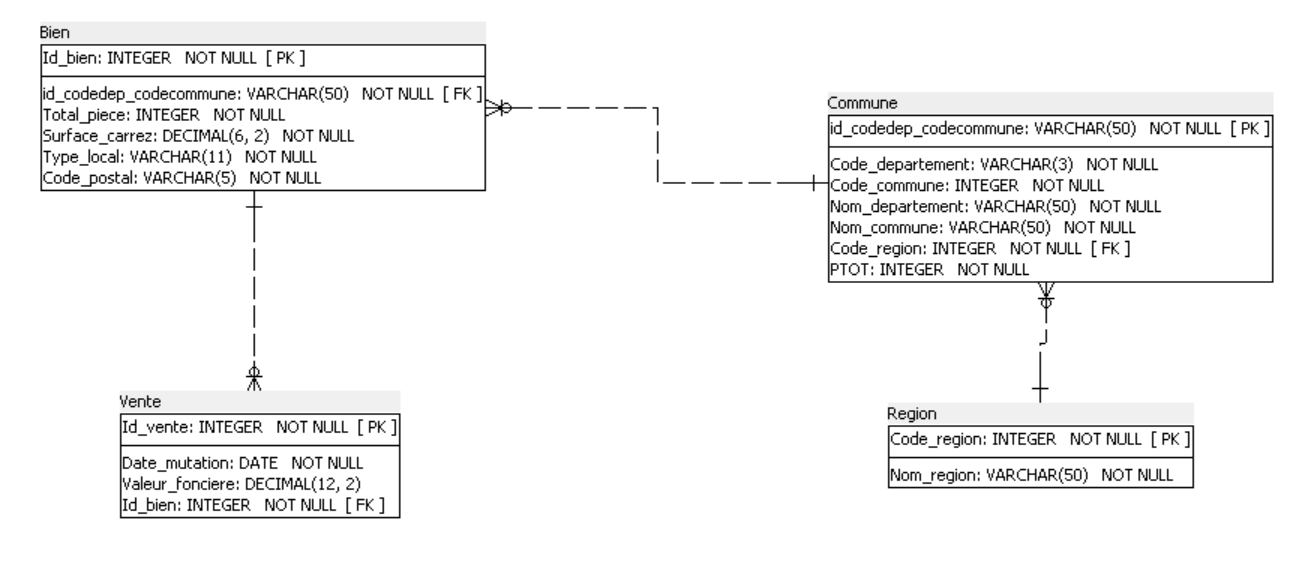 Bien
Id_bien: INTEGER NOT NULL [ PK ]
id_codedep_codecommune: VARCHAR(50) NOT NULL [ FK ]
Total_piece: INTEGER NOT NULL
Surface_carrez: DECIMAL(6, 2) NOT NULL
Type_local: VARCHAR(11) NOT NULL
Code_postal: VARCHAR(5) NOT NULL
Commune
id_codedep_codecommune: VARCHAR(50) NOT NULL [ PK ]
Code_departement: VARCHAR(3) NOT NULL
Code_commune: INTEGER NOT NULL
Nom_departement: VARCHAR(50) NOT NULL
Nom_commune: VARCHAR(50) NOT NULL
Code_region: INTEGER NOT NULL [ FK ]
PTOT: INTEGER NOT NULL
Vente
Id_vente: INTEGER NOT NULL [ PK ]
Date_mutation: DATE NOT NULL
Valeur_fonciere: DECIMAL(12, 2)
Id_bien: INTEGER NOT NULL [ FK ]
Region
Code_region: INTEGER NOT NULL [ PK ]
Nom_region: VARCHAR(50) NOT NULL